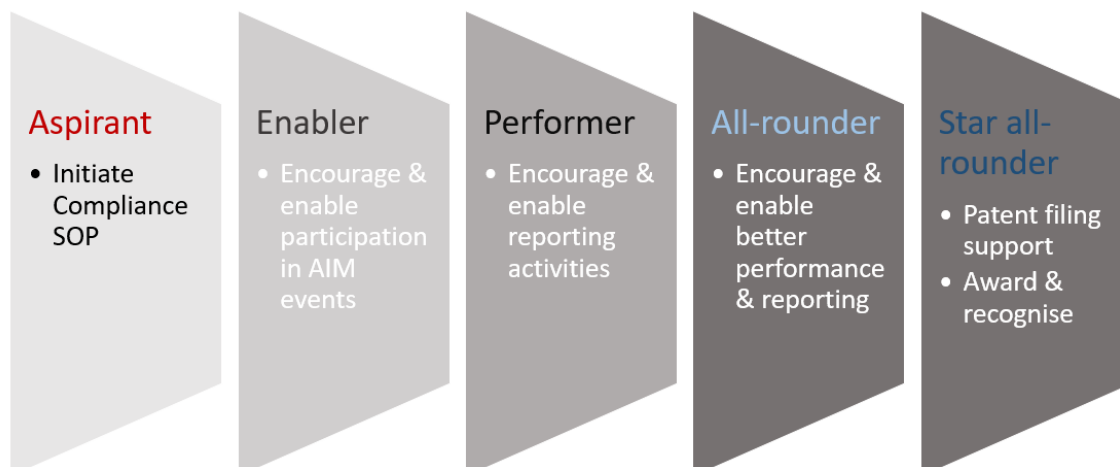 Aspirant
• Initiate
Compliance
SOP
Enabler
• Encourage &
enable
participation
in AIM
events
Performer
• Encourage &
enable
reporting
activities
All-rounder
• Encourage &
enable
better
performance
& reporting
Star all-
rounder
• Patent filing
support
• Award &
recognise